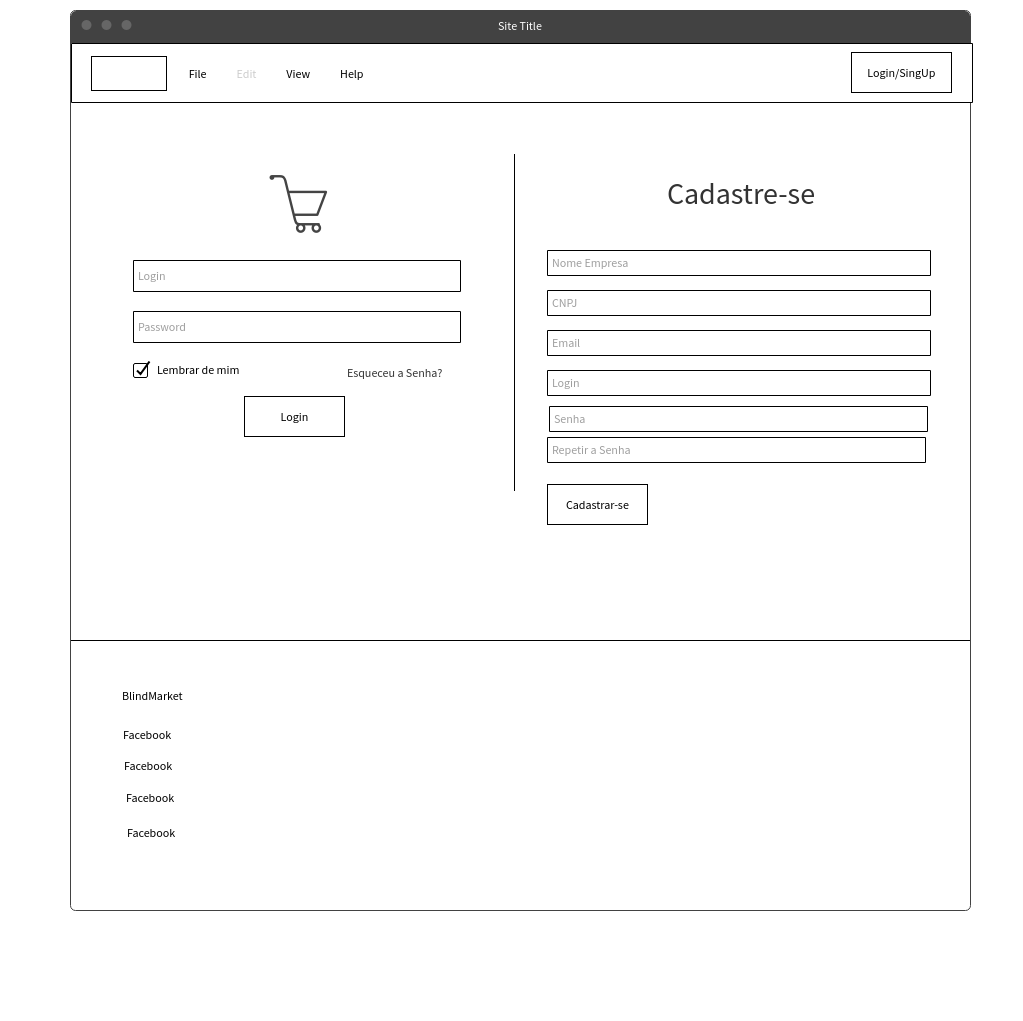 Site Title
File
Edit
View
Help
Login/SingUp
Login
Password
Lembrar de mim
Esqueceu a Senha?
Login
Cadastre-se
Nome Empresa
CNPJ
Email
Login
Senha
Repetir a Senha
Cadastrar-se
BlindMarket
Facebook
Facebook
Facebook
Facebook